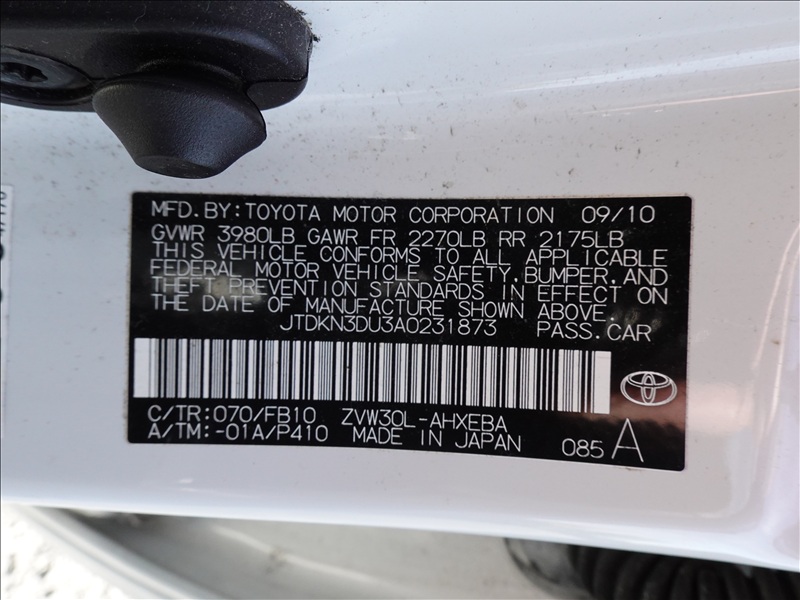 MFD.BY:TOYOTA MOTOR CORPORATION 09/10
GVWR 3980LB GAWR FR 2270LB RR 2175LB
THIS VEHICLE CONFORMS TO ALL APPLICABLE
FEDERAL MOTOR VEHICLE SAFETY,BUMPER,AND
THEFT PREVENTION STANDARDS IN EFFECT ON
THE DATE OF MANUFACTURE SHOWN ABOVE.
JTDKN3DU3A0231873 PASS.CAR
C/TR:070/FB10 ZVW30L-AHXEBA
A/TM:-01A/P410 MADE IN JAPAN 085 A